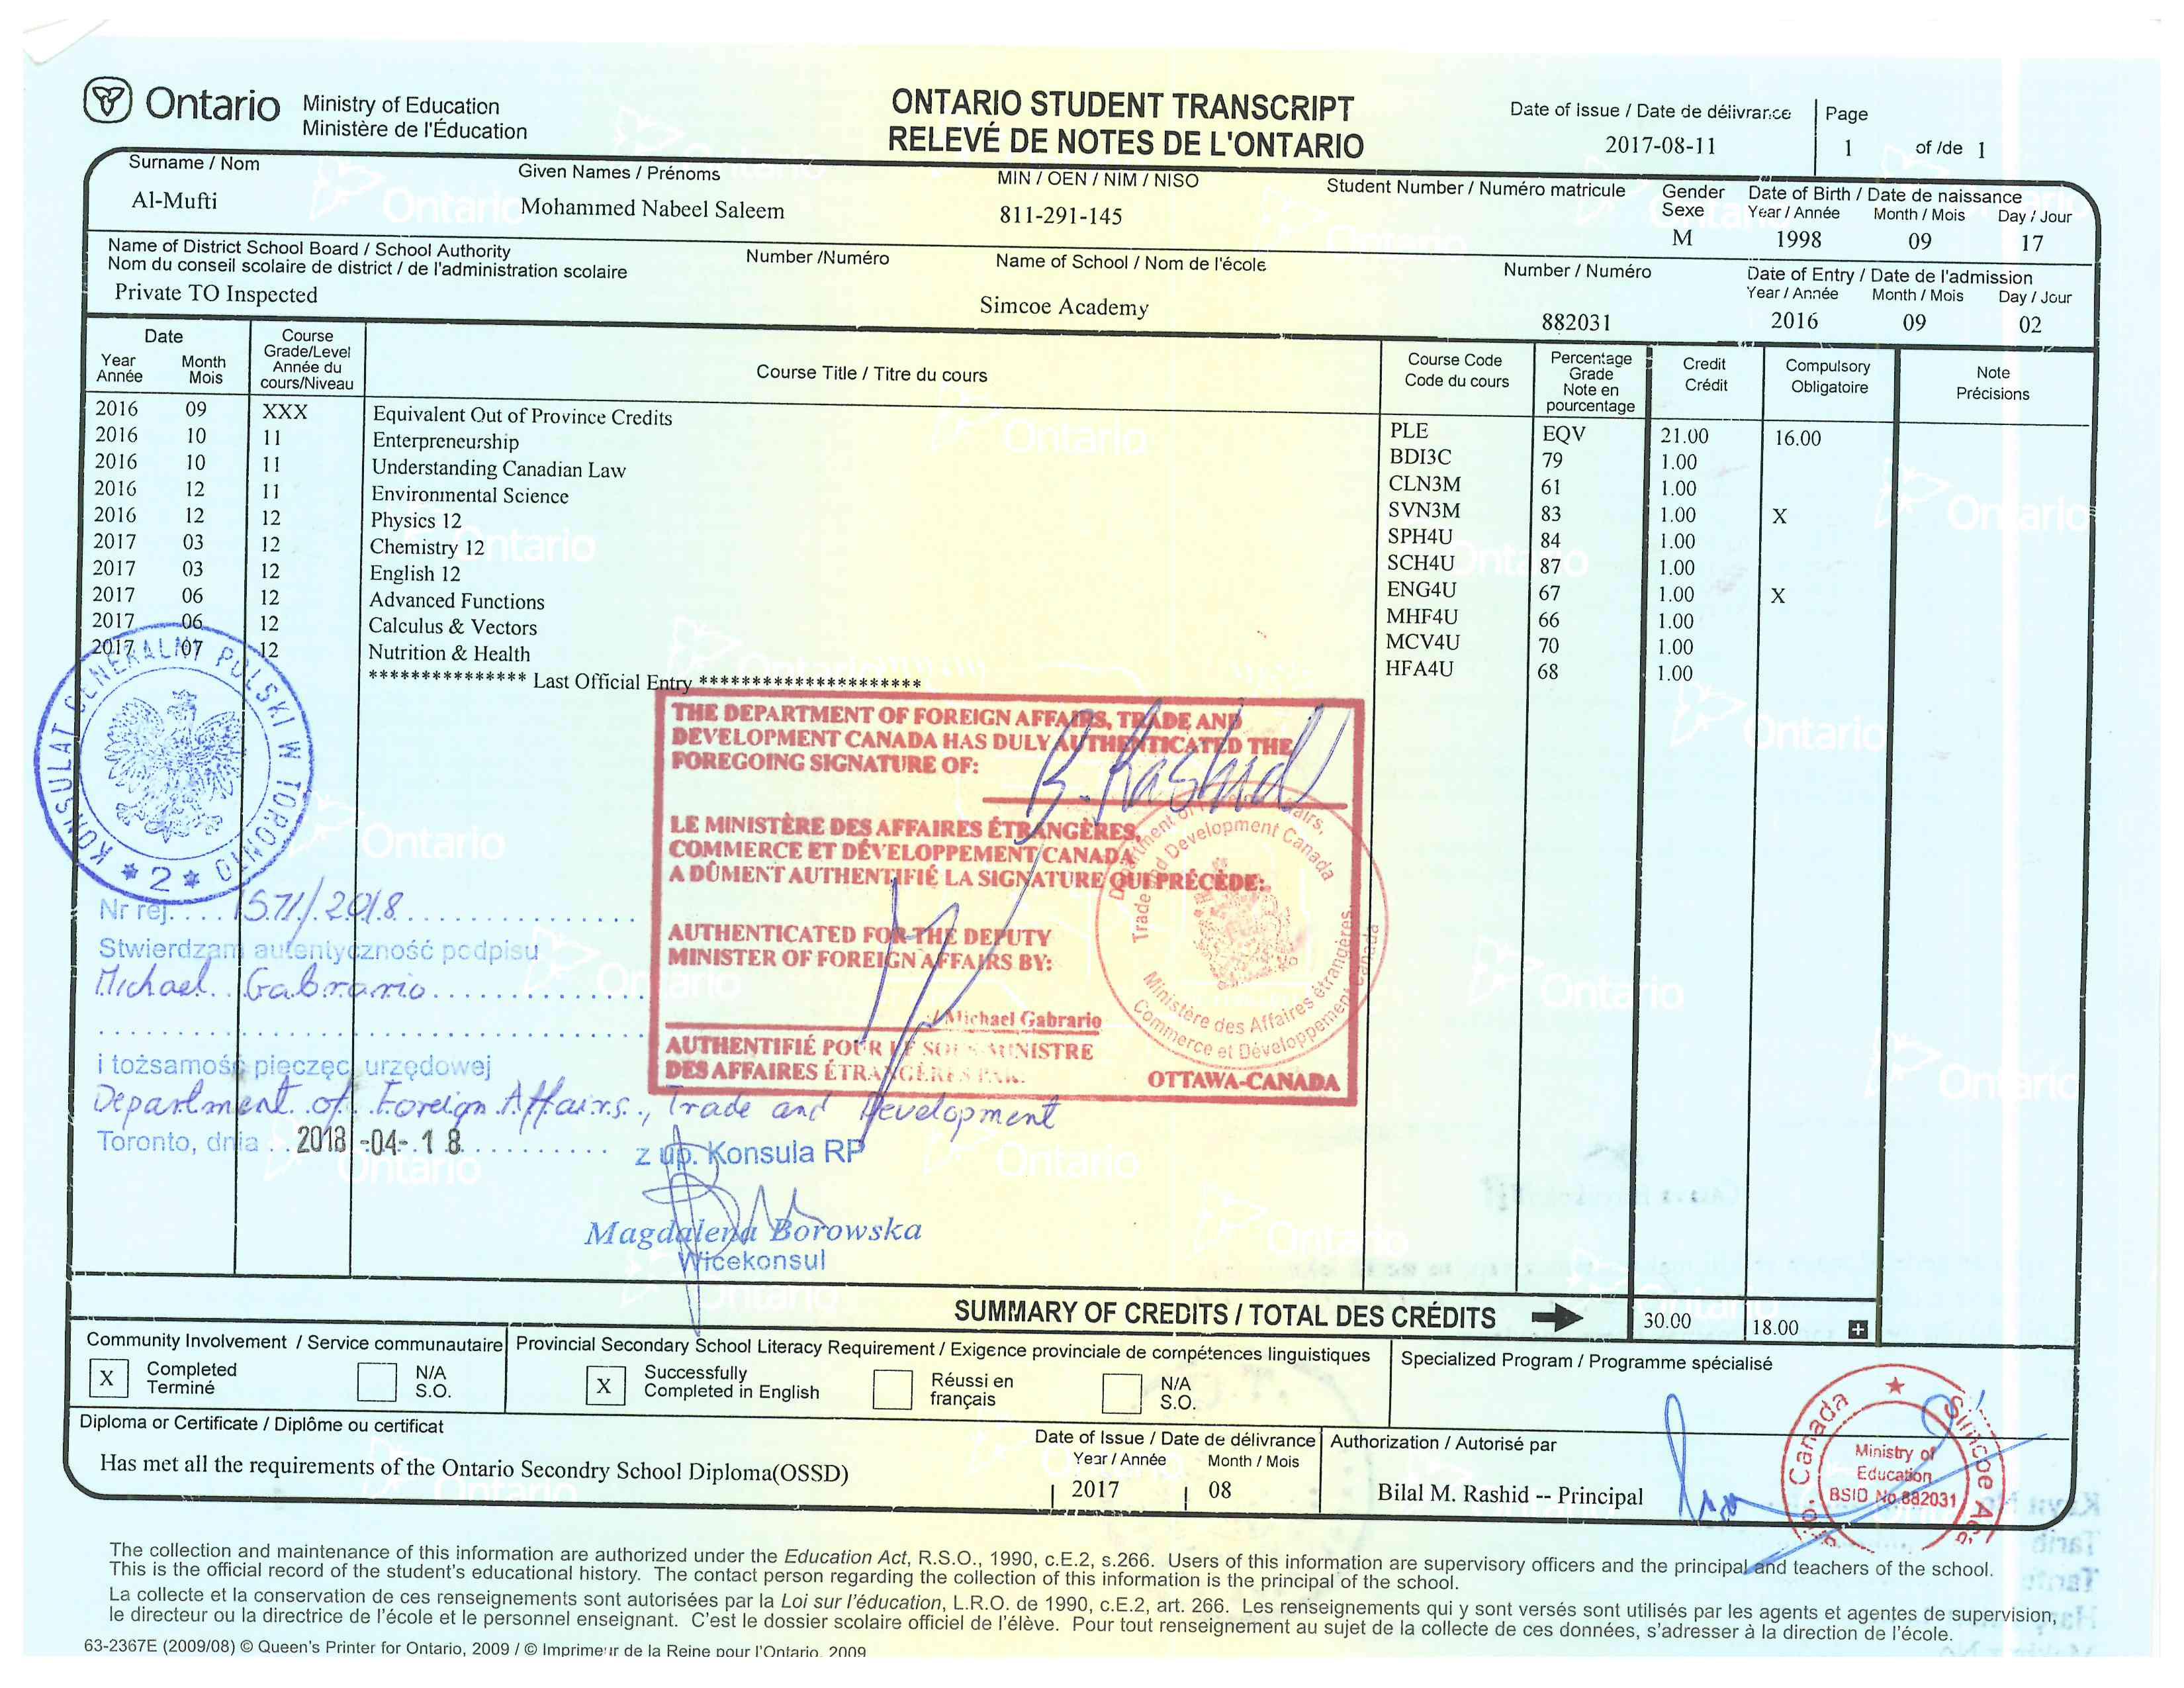 Ontario
Ministry of Education
Ministère de l'Éducation
ONTARIO STUDENT TRANSCRIPT
RELEVÉ DE NOTES DE L'ONTARIO
Date of Issue / Date de délivrance
2017-08-11
Page
1 of /de 1
Surname / Nom
Al-Mufti
Given Names / Prénoms
Mohammed Nabeel Saleem
MIN / OEN / NIM / NISO
811-291-145
Student Number / Numéro matricule
Gender
Sexe
M
Date of Birth / Date de naissance
Year / Année Month / Mois Day / Jour
1998 09 17
Name of District School Board / School Authority
Nom du conseil scolaire de district / de l'administration scolaire
Private TO Inspected
Number /Numéro
Name of School / Nom de l'école
Simcoe Academy
Number / Numéro
882031
Date of Entry / Date de l'admission
Year / Année Month / Mois Day / Jour
2016 09 02
Date
Year
Année
Month
Mois
Course
Grade/Level
Année du
cours/Niveau
Course Title / Titre du cours
Course Code
Code du cours
Percentage
Grade
Note en
pourcentage
Credit
Crédit
Compulsory
Obligatoire
Note
Précisions
2016 09 XXX Equivalent Out of Province Credits PLE EQV 21.00 16.00
2016 10 11 Enterpreneurship BDI3C 79 1.00
2016 10 11 Understanding Canadian Law CLN3M 61 1.00
2016 12 11 Environmental Science SVN3M 83 1.00 X
2016 12 12 Physics 12 SPH4U 84 1.00
2017 03 12 Chemistry 12 SCH4U 87 1.00
2017 03 12 English 12 ENG4U 67 1.00 X
2017 06 12 Advanced Functions MHF4U 66 1.00
2017 06 12 Calculus & Vectors MCV4U 70 1.00
2017 07 12 Nutrition & Health HFA4U 68 1.00
*************** Last Official Entry *********************
KONSULAT GENERALNY POLSKI W TORONTO
* 2 *
THE DEPARTMENT OF FOREIGN AFFAIRS, TRADE AND
DEVELOPMENT CANADA HAS DULY AUTHENTICATED THE
FOREGOING SIGNATURE OF:
B. Rashid
LE MINISTÈRE DES AFFAIRES ÉTRANGÈRES,
COMMERCE ET DÉVELOPPEMENT CANADA
A DÛMENT AUTHENTIFIÉ LA SIGNATURE QUI PRÉCÈDE:
AUTHENTICATED FOR THE DEPUTY
MINISTER OF FOREIGN AFFAIRS BY:
Michael Gabrario
AUTHENTIFIÉ POUR LE SOUS-MINISTRE
DES AFFAIRES ÉTRANGÈRES PAR:
OTTAWA-CANADA
Department of Foreign Affairs,
Trade and Development Canada
Ministère des Affaires étrangères,
Commerce et Développement Canada
Nr rej. 1571/2018
Stwierdzam autentyczność podpisu
Michael Gabrario
i tożsamość pieczęci urzędowej
Department of Foreign Affairs, Trade and Development
Toronto, dnia 2018-04-18
z up. Konsula RP
Magdalena Borowska
Wicekonsul
SUMMARY OF CREDITS / TOTAL DES CRÉDITS
30.00 18.00 +
Community Involvement / Service communautaire
X Completed
Terminé
N/A
S.O.
Provincial Secondary School Literacy Requirement / Exigence provinciale de compétences linguistiques
X Successfully
Completed in English
Réussi en
français
N/A
S.O.
Specialized Program / Programme spécialisé
Diploma or Certificate / Diplôme ou certificat
Has met all the requirements of the Ontario Secondry School Diploma(OSSD)
Date of Issue / Date de délivrance
Year / Année Month / Mois
2017 08
Authorization / Autorisé par
Bilal M. Rashid -- Principal
Canada
Simcoe
Ministry of
Education
BSID No.882031
The collection and maintenance of this information are authorized under the Education Act, R.S.O., 1990, c.E.2, s.266. Users of this information are supervisory officers and the principal and teachers of the school.
This is the official record of the student's educational history. The contact person regarding the collection of this information is the principal of the school.
La collecte et la conservation de ces renseignements sont autorisées par la Loi sur l'éducation, L.R.O. de 1990, c.E.2, art. 266. Les renseignements qui y sont versés sont utilisés par les agents et agentes de supervision,
le directeur ou la directrice de l'école et le personnel enseignant. C'est le dossier scolaire officiel de l'élève. Pour tout renseignement au sujet de la collecte de ces données, s'adresser à la direction de l'école.
63-2367E (2009/08) © Queen's Printer for Ontario, 2009 / © Imprimeur de la Reine pour l'Ontario, 2009